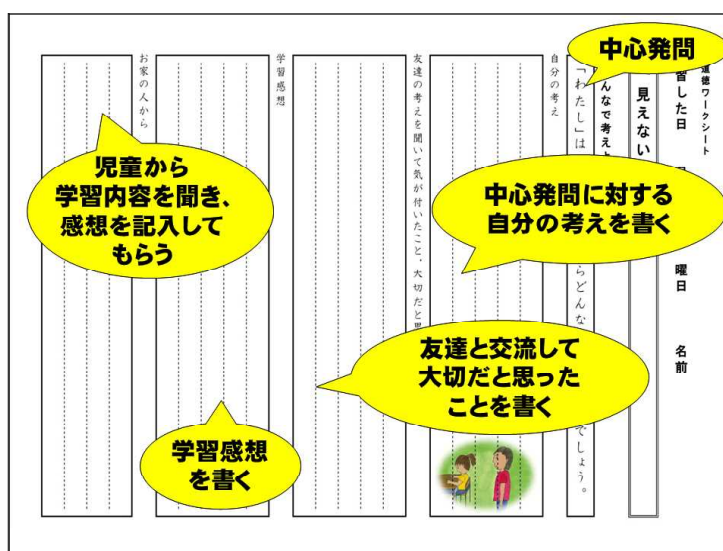 道徳ワークシート
習した日
曜日
名前
見えない
んなで考えよ
「わたし」は
らどんな
でしょう。
自分の考え
友達の考えを聞いて気が付いたこと、大切だと思
学習感想
お家の人から
中心発問
中心発問に対する
自分の考えを書く
友達と交流して
大切だと思った
ことを書く
学習感想
を書く
児童から
学習内容を聞き、
感想を記入して
もらう